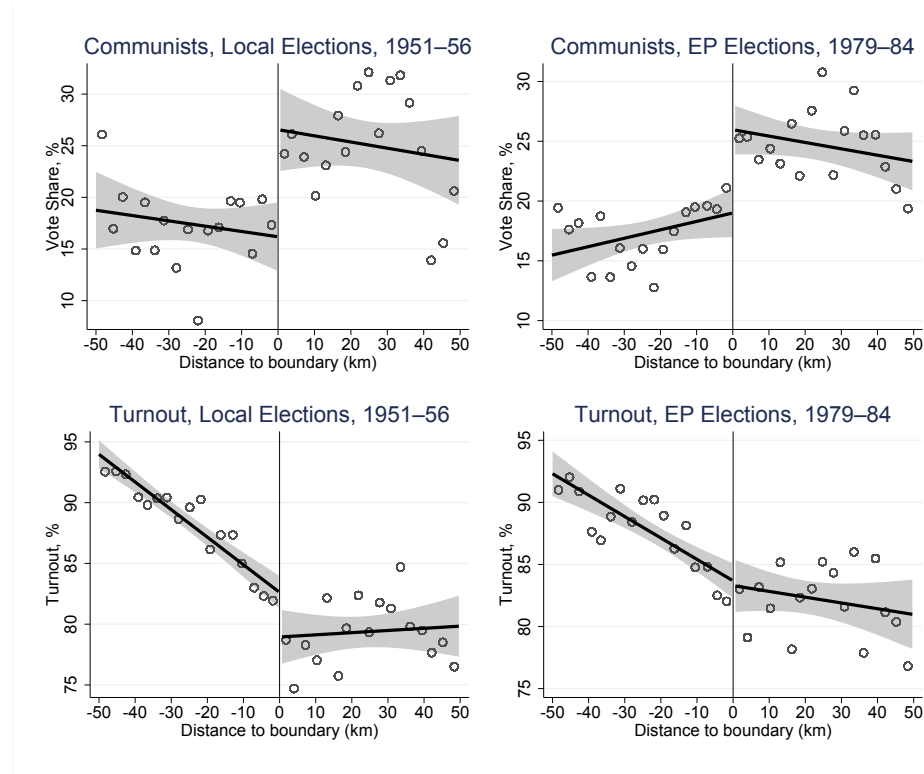 Communists, Local Elections, 1951–56
Vote Share, %
30
25
20
15
10
-50 -40 -30 -20 -10 0 10 20 30 40 50
Distance to boundary (km)
Communists, EP Elections, 1979–84
Vote Share, %
30
25
20
15
10
-50 -40 -30 -20 -10 0 10 20 30 40 50
Distance to boundary (km)
Turnout, Local Elections, 1951–56
Turnout, %
95
90
85
80
75
-50 -40 -30 -20 -10 0 10 20 30 40 50
Distance to boundary (km)
Turnout, EP Elections, 1979–84
Turnout, %
95
90
85
80
75
-50 -40 -30 -20 -10 0 10 20 30 40 50
Distance to boundary (km)